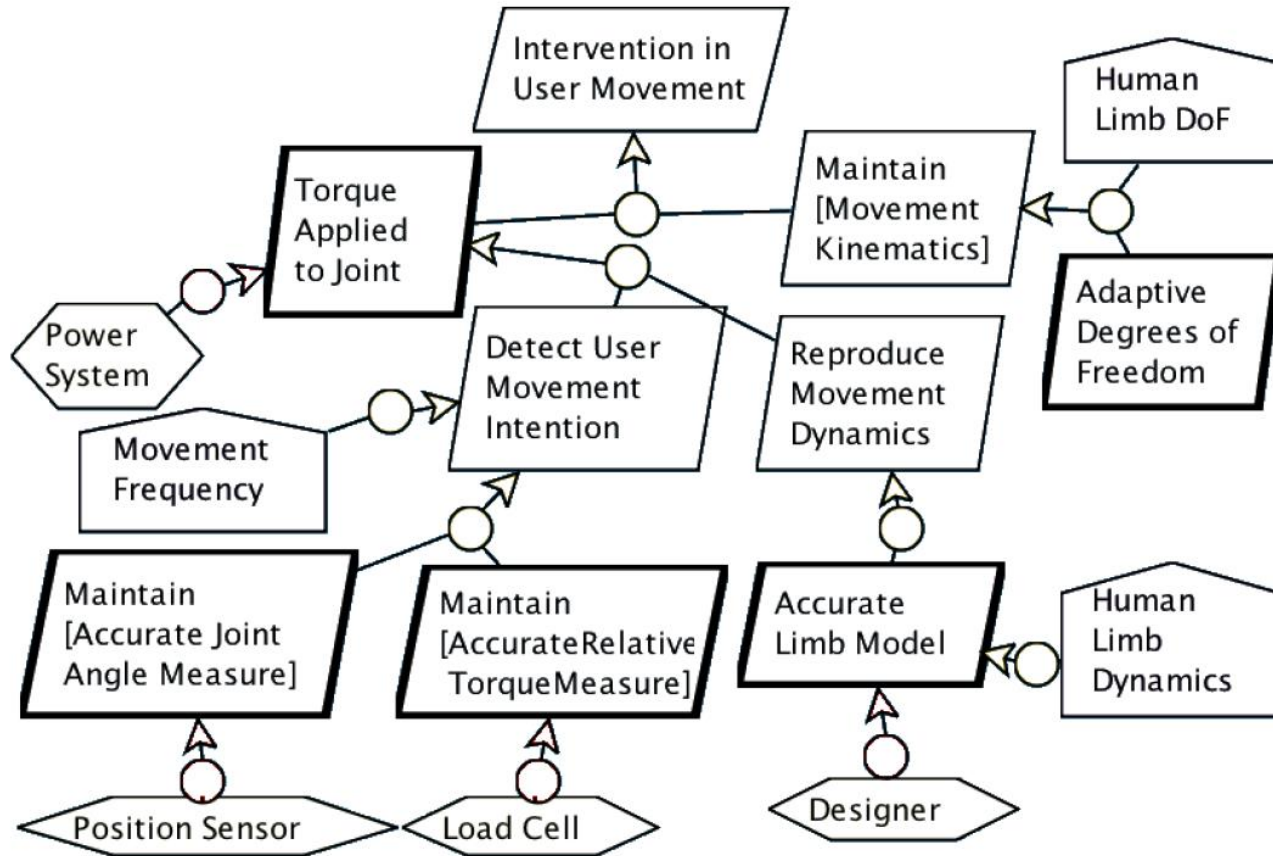 Intervention in
User Movement
Human
Limb DoF
Torque
Applied
to Joint
Maintain
[Movement
Kinematics]
Adaptive
Degrees of
Freedom
Power
System
Detect User
Movement
Intention
Reproduce
Movement
Dynamics
Movement
Frequency
Maintain
[Accurate Joint
Angle Measure]
Maintain
[AccurateRelative
TorqueMeasure]
Accurate
Limb Model
Human
Limb
Dynamics
Position Sensor
Load Cell
Designer